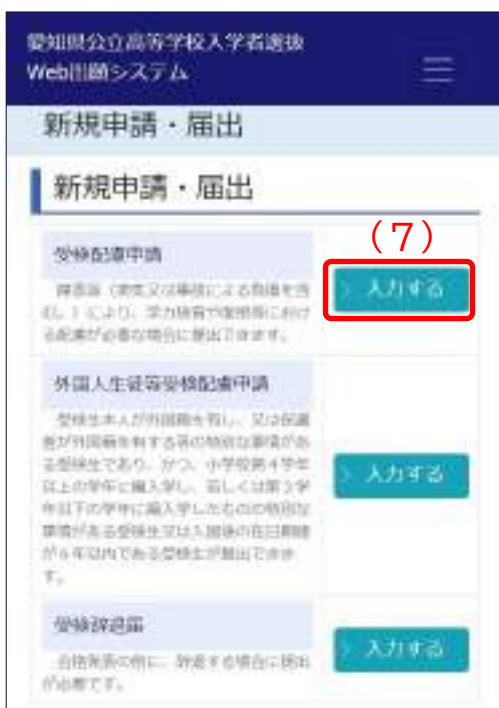 愛知県公立高等学校入学者選抜
Web出願システム
新規申請・届出
新規申請・届出
(7)
受検配慮申請
入力する
障害等(病気又は事故による負傷を含
む。)により、学力検査や面接等におけ
る配慮が必要な場合に提出できます。
外国人生徒等受検配慮申請
受検生本人が外国籍を有し、又は保護
者が外国籍を有する等の特別な事情があ
る受検生であり、かつ、小学校第4学年
以上の学年に編入学し、若しくは第3学
年以下の学年に編入学したものの特別な
事情がある受検生又は入国後の在日期間
が6年以内である受検生が提出できま
す。
入力する
受検辞退届
合格発表の前に、辞退する場合に提出
が必要です。
入力する